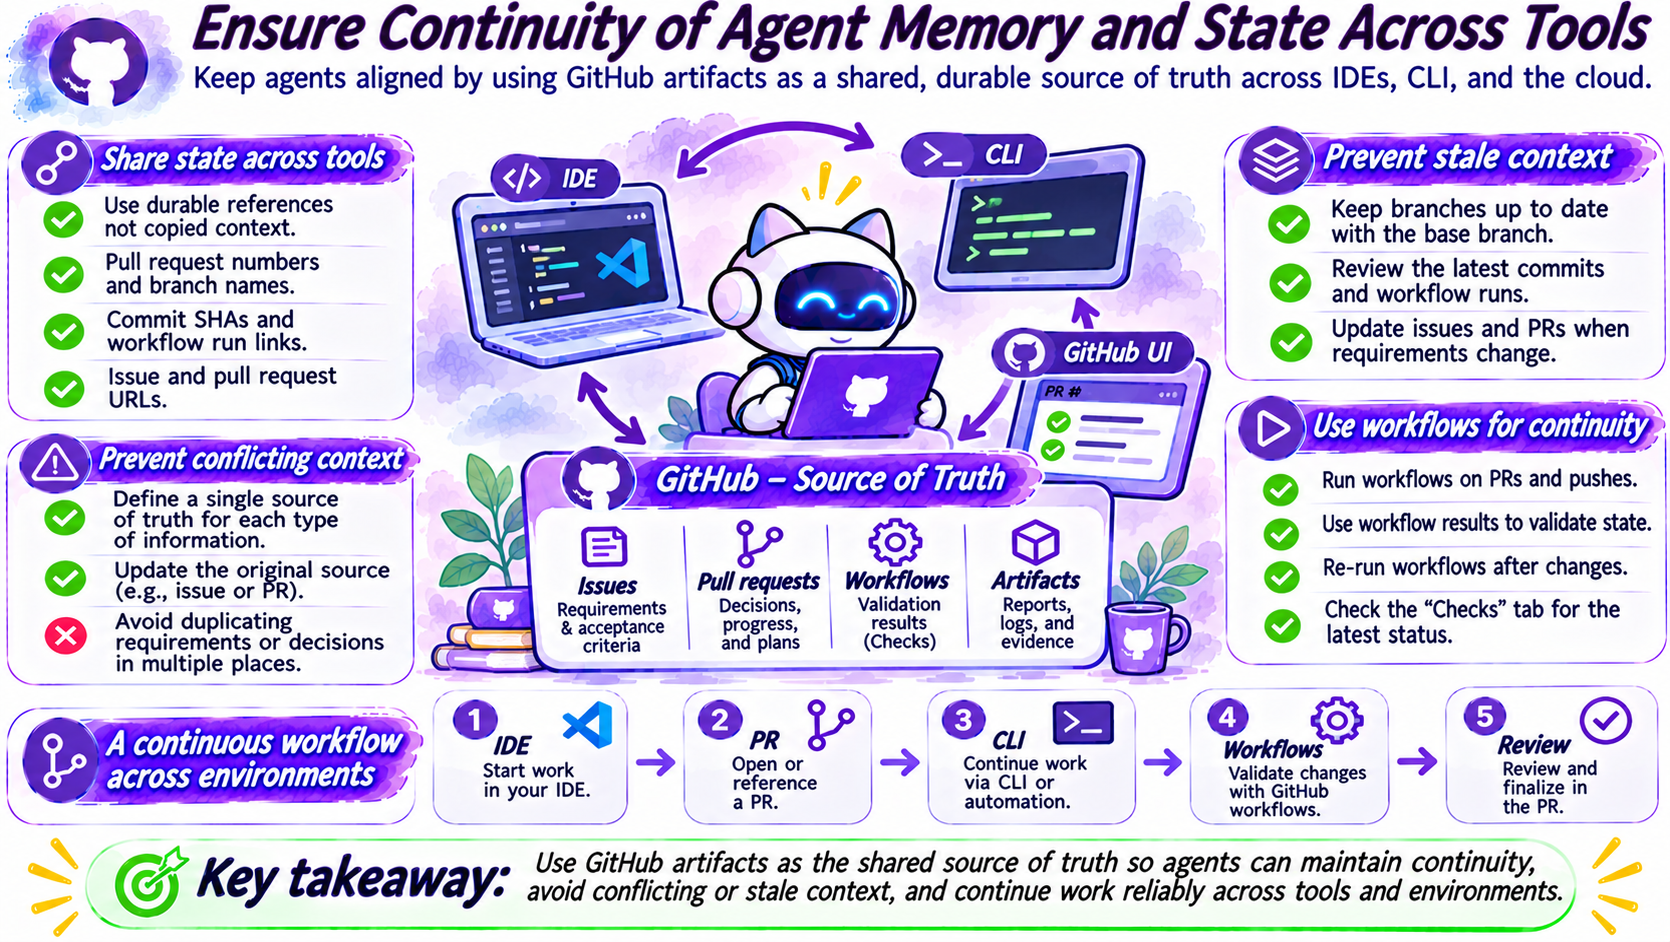 Ensure Continuity of Agent Memory and State Across Tools
Keep agents aligned by using GitHub artifacts as a shared, durable source of truth across IDEs, CLI, and the cloud.
Share state across tools
Use durable references
not copied context.
Pull request numbers
and branch names.
Commit SHAs and
workflow run links.
Issue and pull request
URLs.
Prevent conflicting context
Define a single source
of truth for each type
of information.
Update the original source
(e.g., issue or PR).
Avoid duplicating
requirements or decisions
in multiple places.
</> IDE
>_ CLI
GitHub UI
PR #
GitHub – Source of Truth
Issues
Requirements
& acceptance
criteria
Pull requests
Decisions,
progress,
and plans
Workflows
Validation
results
(Checks)
Artifacts
Reports,
logs, and
evidence
Prevent stale context
Keep branches up to date
with the base branch.
Review the latest commits
and workflow runs.
Update issues and PRs when
requirements change.
Use workflows for continuity
Run workflows on PRs and pushes.
Use workflow results to validate state.
Re-run workflows after changes.
Check the “Checks” tab for the
latest status.
A continuous workflow
across environments
1
IDE
Start work
in your IDE.
2
PR
Open or
reference
a PR.
3
>_
CLI
Continue work
via CLI or
automation.
4
Workflows
Validate changes
with GitHub
workflows.
5
Review
Review and
finalize in
the PR.
Key takeaway:
Use GitHub artifacts as the shared source of truth so agents can maintain continuity,
avoid conflicting or stale context, and continue work reliably across tools and environments.